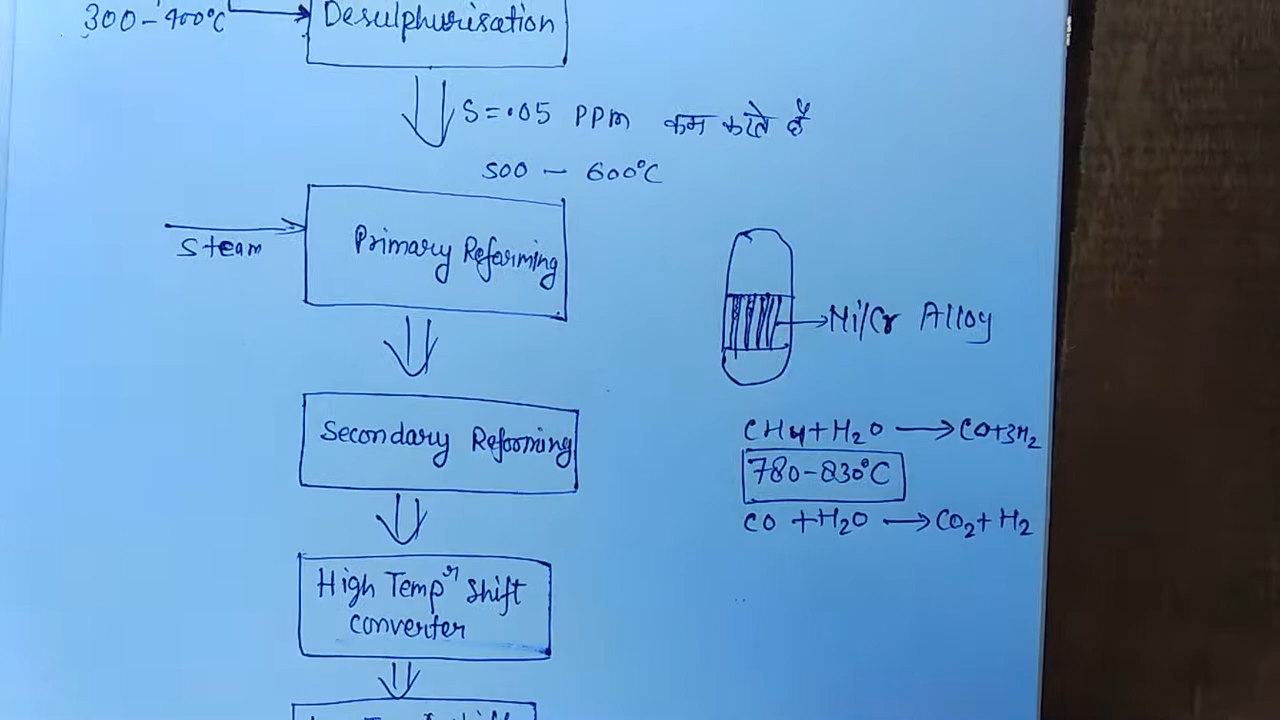 300-400°C
Desulphurisation
S=.05 PPm कम करते है
500 - 600°C
Steam
Primary Reforming
Ni/Cr Alloy
Secondary Reforming
CH4+H2O → CO+3H2
780-830°C
CO +H2O → CO2+H2
High Temp^r Shift
converter